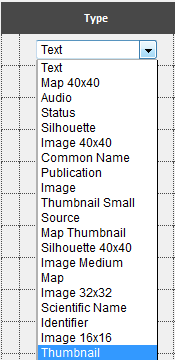 Type
Text
Text
Map 40x40
Audio
Status
Silhouette
Image 40x40
Common Name
Publication
Image
Thumbnail Small
Source
Map Thumbnail
Silhouette 40x40
Image Medium
Map
Image 32x32
Scientific Name
Identifier
Image 16x16
Thumbnail